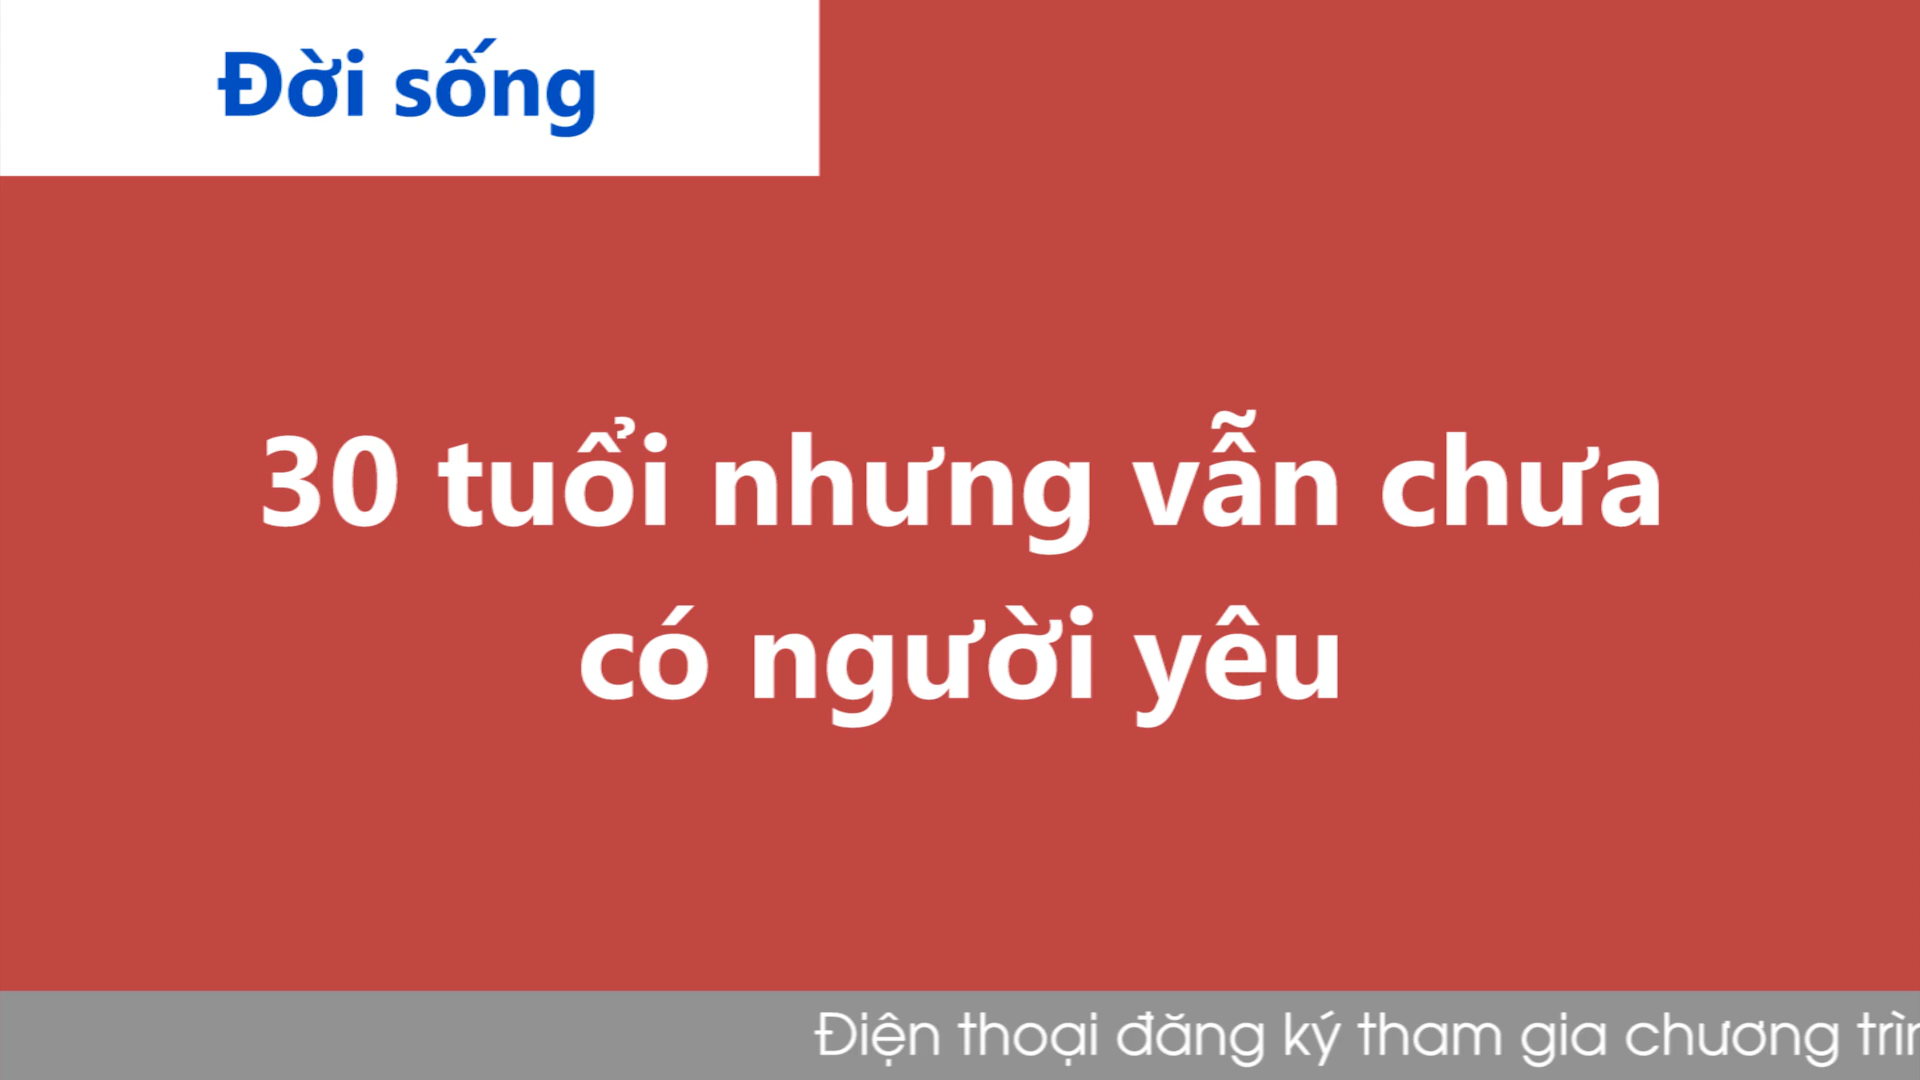 Đời sống
30 tuổi nhưng vẫn chưa
có người yêu
Điện thoại đăng ký tham gia chương